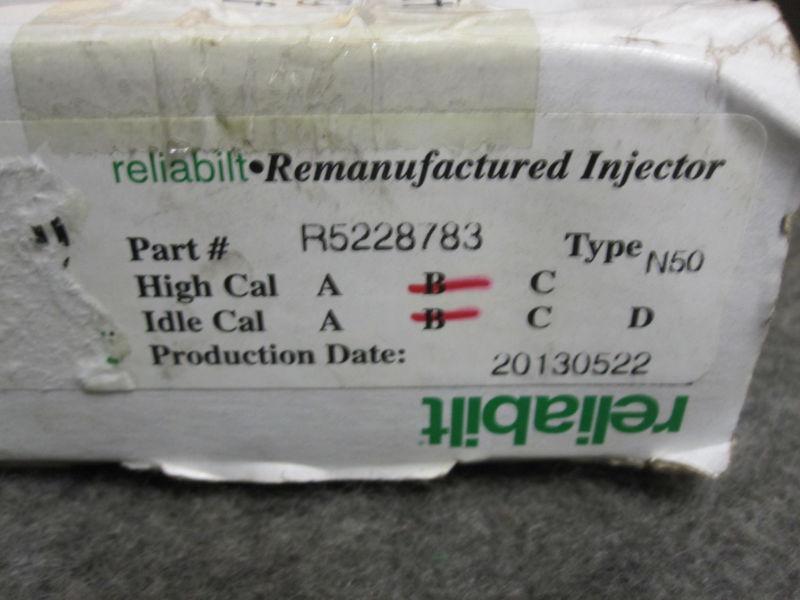 reliabilt•Remanufactured Injector
Part # R5228783 Type N50
High Cal A B C
Idle Cal A B C D
Production Date: 20130522
reliabilt